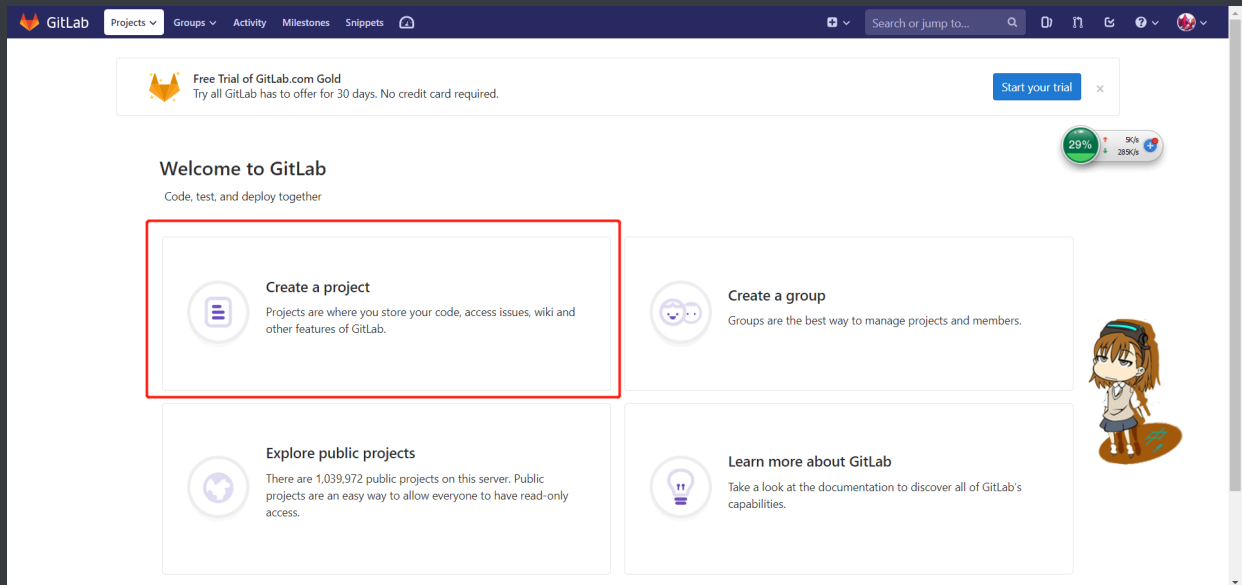 GitLab Projects Groups Activity Milestones Snippets Search or jump to...
Free Trial of GitLab.com Gold
Try all GitLab has to offer for 30 days. No credit card required.
Start your trial
29%
5K/s
285K/s
Welcome to GitLab
Code, test, and deploy together
Create a project
Projects are where you store your code, access issues, wiki and
other features of GitLab.
Create a group
Groups are the best way to manage projects and members.
Explore public projects
There are 1,039,972 public projects on this server. Public
projects are an easy way to allow everyone to have read-only
access.
Learn more about GitLab
Take a look at the documentation to discover all of GitLab's
capabilities.